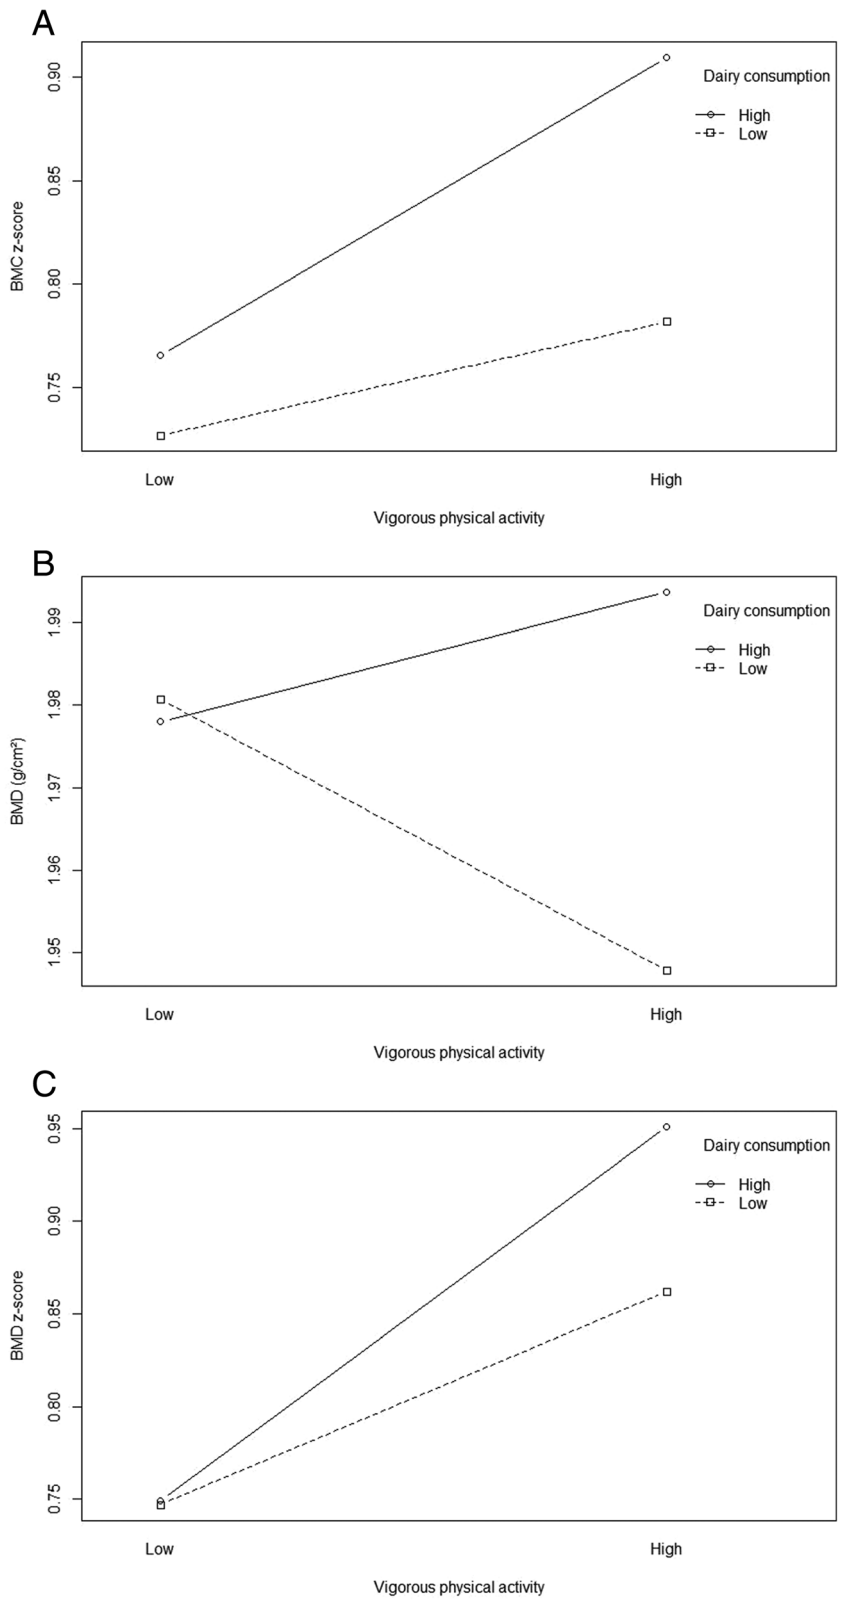 A
BMC z-score
0.90
0.85
0.80
0.75
Dairy consumption
High
Low
Low High
Vigorous physical activity
B
BMD (g/cm²)
1.99
1.98
1.97
1.96
1.95
Dairy consumption
High
Low
Low High
Vigorous physical activity
C
BMD z-score
0.95
0.90
0.85
0.80
0.75
Dairy consumption
High
Low
Low High
Vigorous physical activity